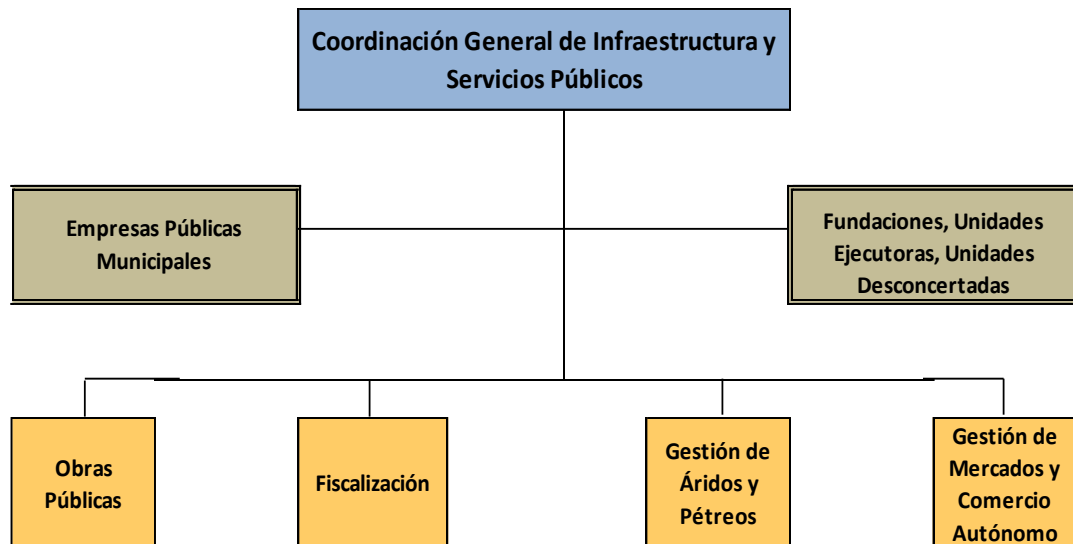 Coordinación General de Infraestructura y
Servicios Públicos
Empresas Públicas
Municipales
Fundaciones, Unidades
Ejecutoras, Unidades
Desconcertadas
Obras
Públicas
Fiscalización
Gestión de
Áridos y
Pétreos
Gestión de
Mercados y
Comercio
Autónomo